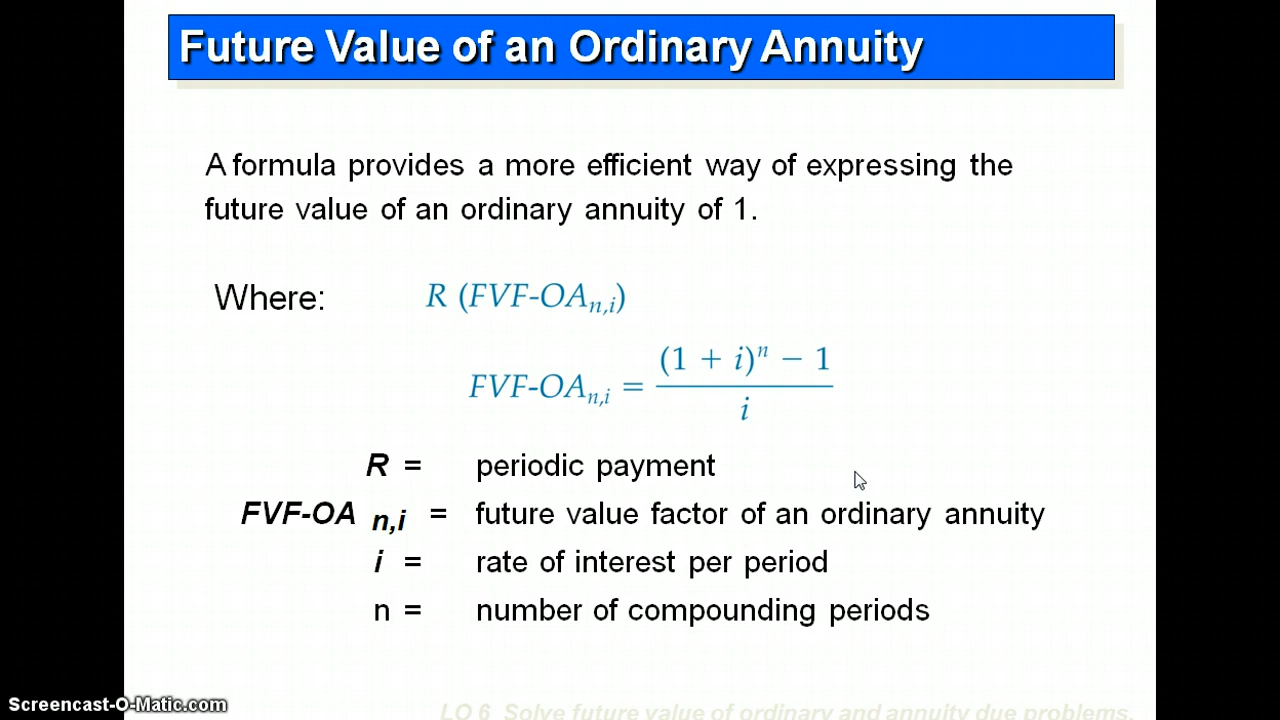 Future Value of an Ordinary Annuity
A formula provides a more efficient way of expressing the
future value of an ordinary annuity of 1.
Where: R (FVF-OAn,i)
FVF-OAn,i = (1 + i)^n − 1 / i
R = periodic payment
FVF-OA n,i = future value factor of an ordinary annuity
i = rate of interest per period
n = number of compounding periods
Screencast-O-Matic.com
LO 6 Solve future value of ordinary and annuity due problems.